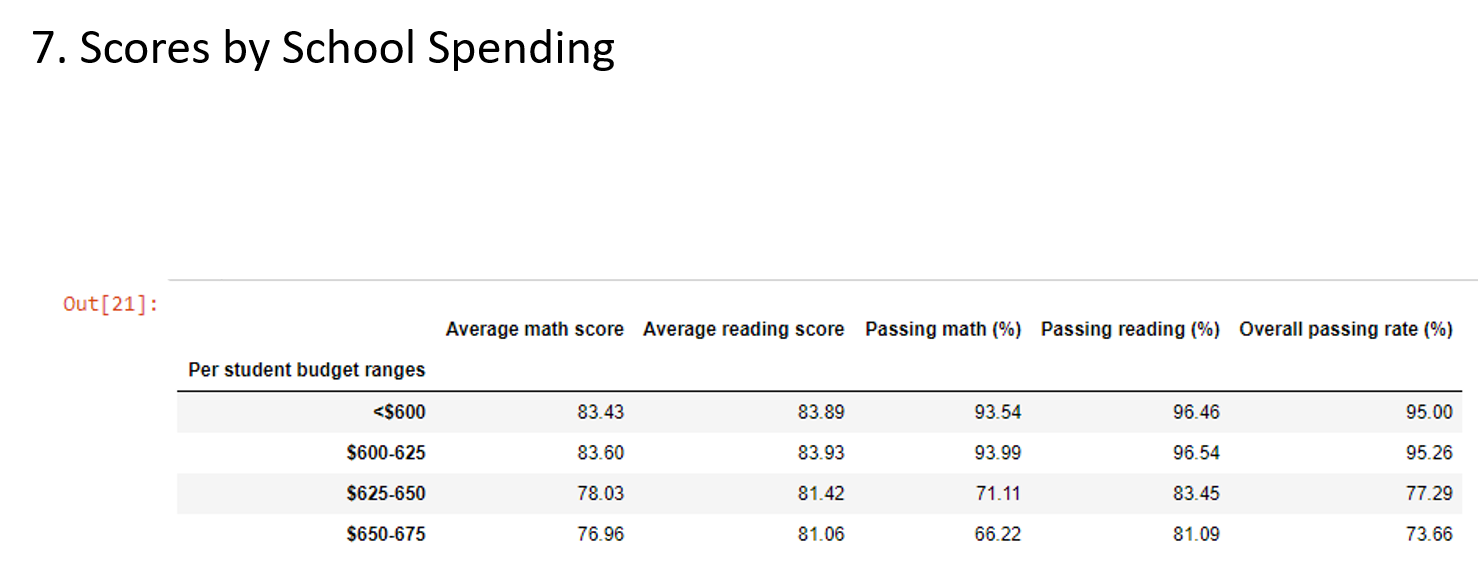 7. Scores by School Spending
Out[21]:
Average math score Average reading score Passing math (%) Passing reading (%) Overall passing rate (%)
Per student budget ranges
<$600 83.43 83.89 93.54 96.46 95.00
$600-625 83.60 83.93 93.99 96.54 95.26
$625-650 78.03 81.42 71.11 83.45 77.29
$650-675 76.96 81.06 66.22 81.09 73.66